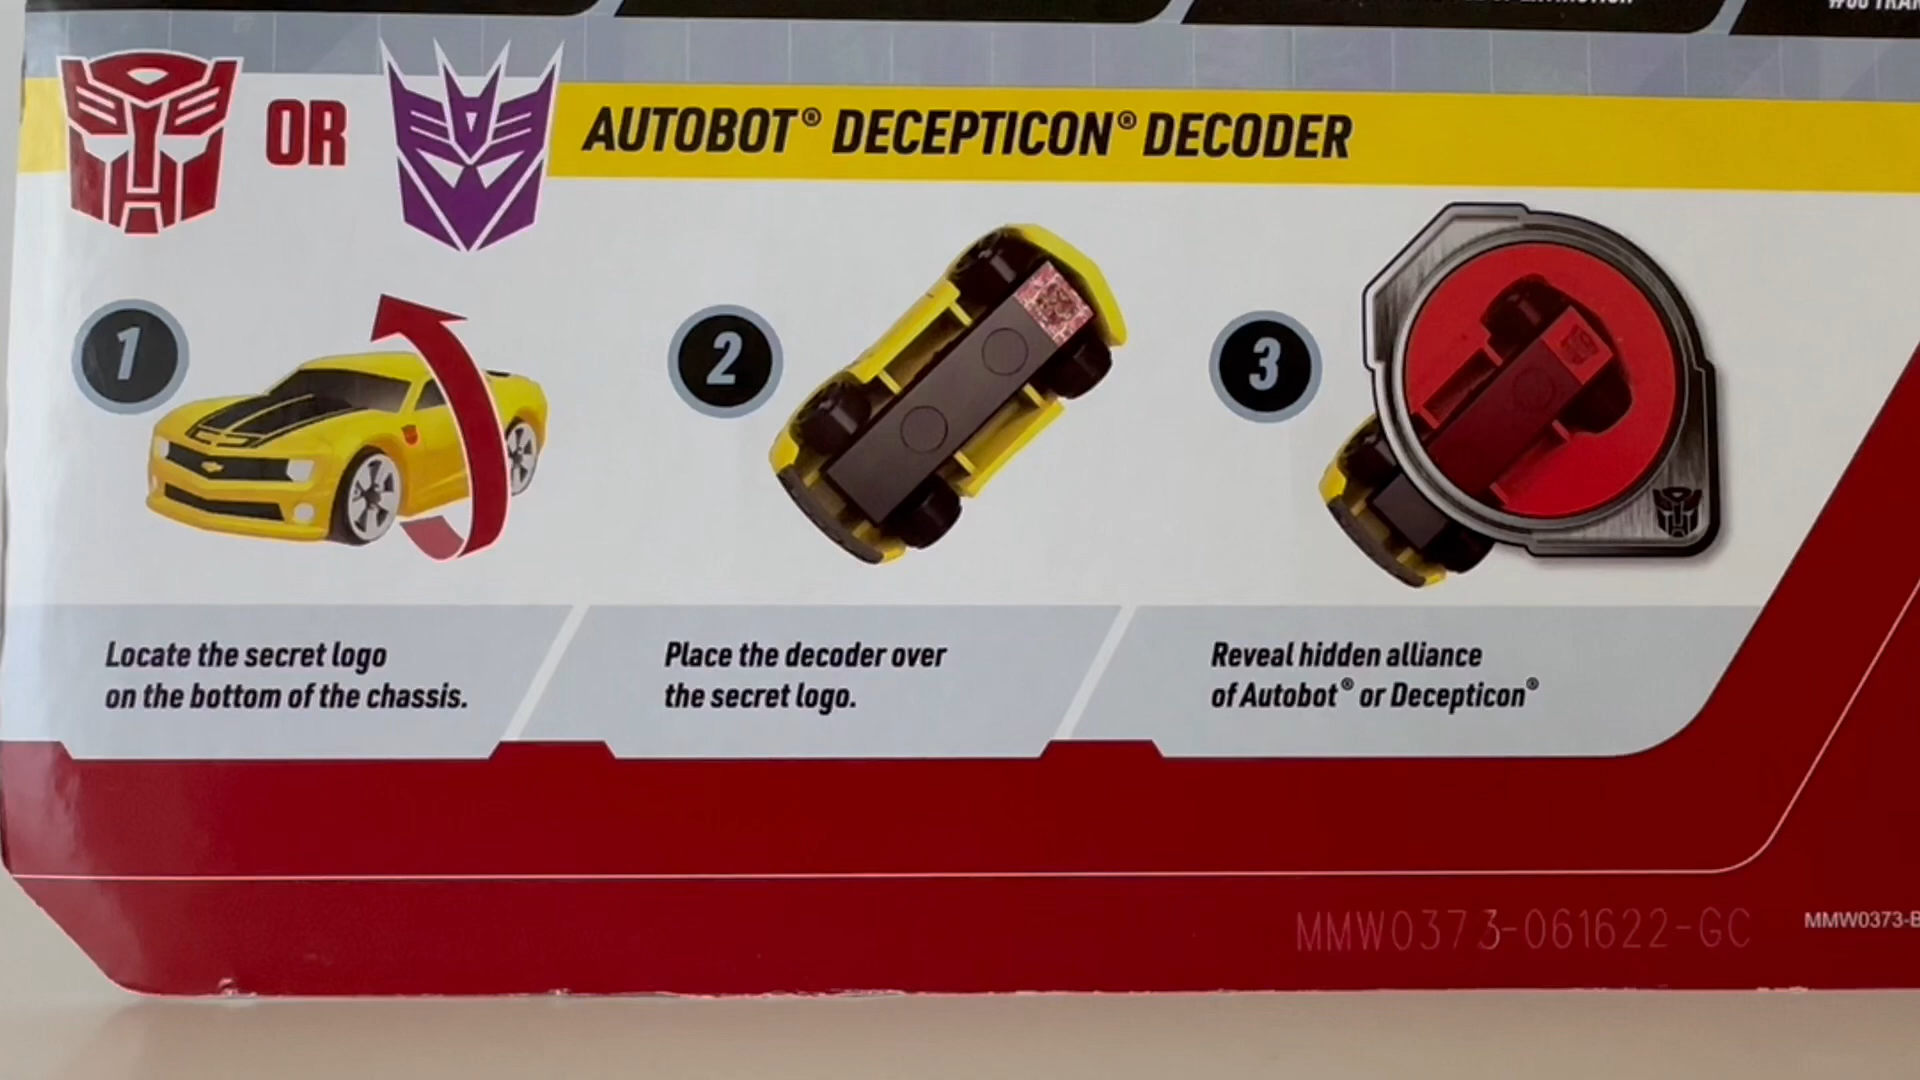 OR
AUTOBOT® DECEPTICON® DECODER
1
2
3
Locate the secret logo
on the bottom of the chassis.
Place the decoder over
the secret logo.
Reveal hidden alliance
of Autobot® or Decepticon®
MMW0373-061622-GC
MMW0373-B